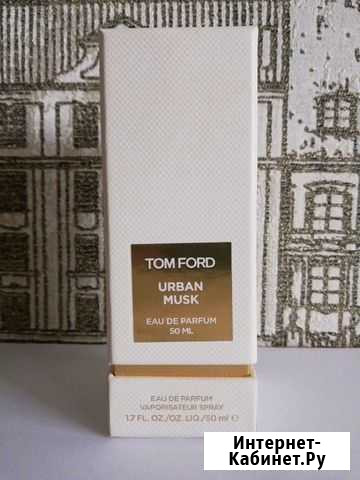 TOM FORD
URBAN
MUSK
EAU DE PARFUM
50 ML
EAU DE PARFUM
VAPORISATEUR SPRAY
1.7 FL. OZ./OZ. LIQ./50 ml e
Интернет-
Кабинет.Ру